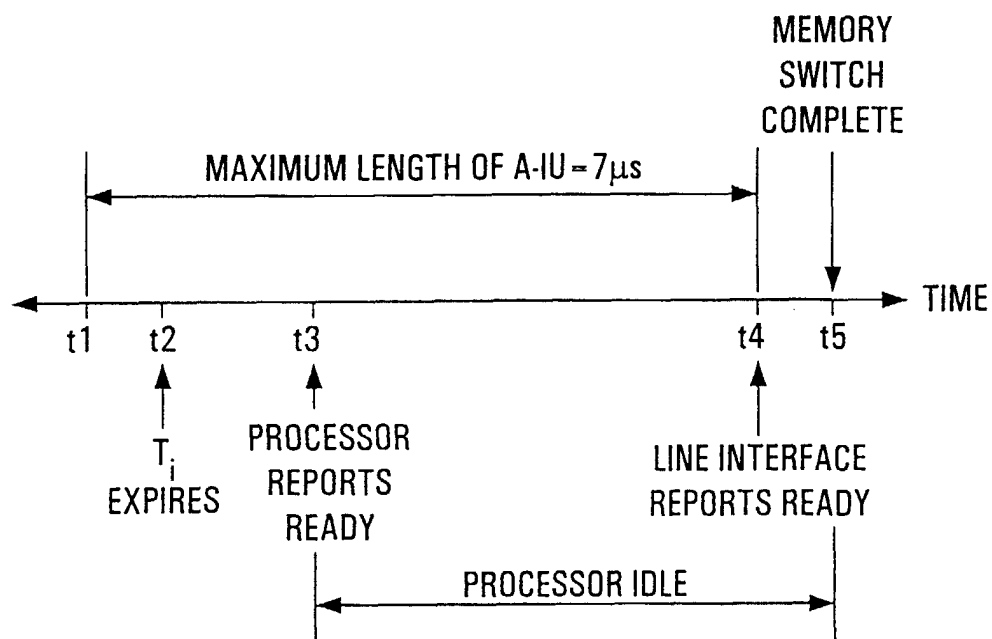 MEMORY
SWITCH
COMPLETE
MAXIMUM LENGTH OF A-IU = 7µs
TIME
t1
t2
t3
t4
t5
Ti
EXPIRES
PROCESSOR
REPORTS
READY
LINE INTERFACE
REPORTS READY
PROCESSOR IDLE